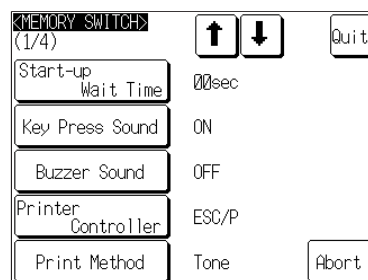 <MEMORY SWITCH>
(1/4)
Quit
Start-up
Wait Time
00sec
Key Press Sound
ON
Buzzer Sound
OFF
Printer
Controller
ESC/P
Print Method
Tone
Abort